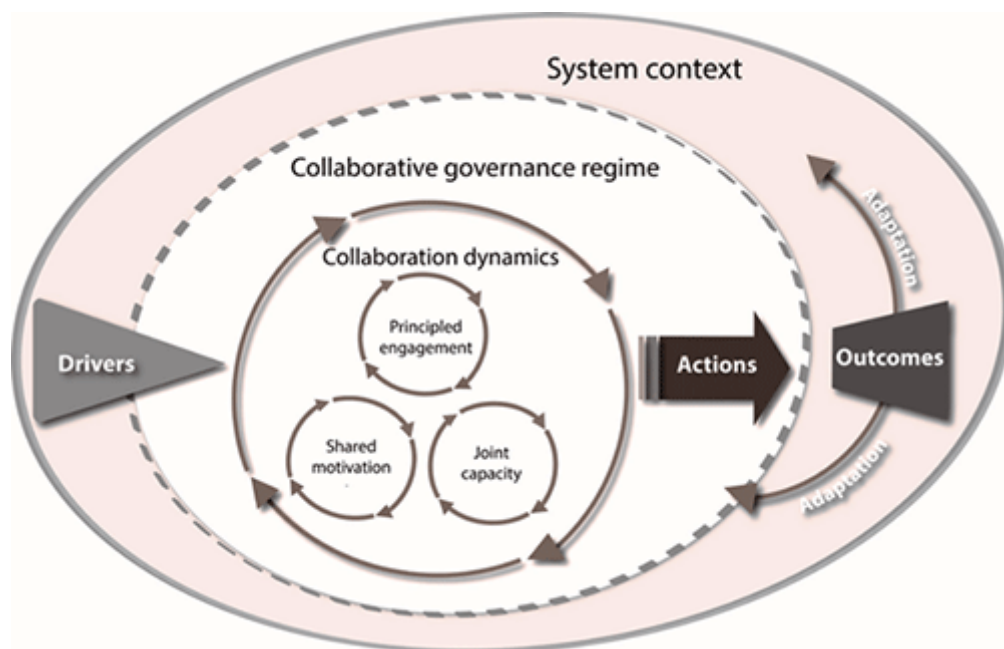 System context
Collaborative governance regime
Collaboration dynamics
Principled
engagement
Shared
motivation
Joint
capacity
Drivers
Actions
Outcomes
Adaptation
Adaptation